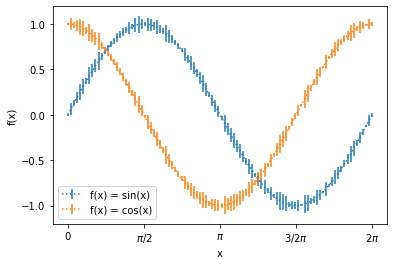 1.0
0.5
0.0
−0.5
−1.0
f(x)
f(x) = sin(x)
f(x) = cos(x)
0 π/2 π 3/2π 2π
x